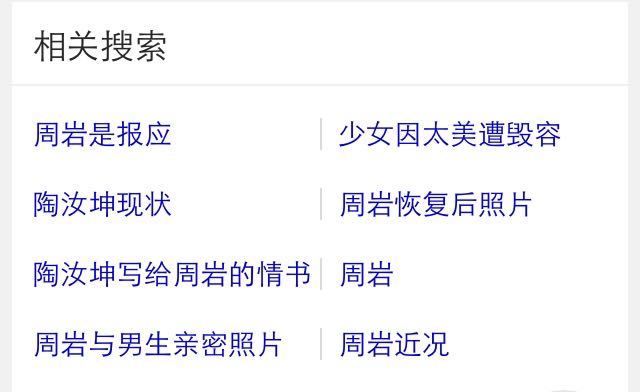 相关搜索
周岩是报应 少女因太美遭毁容
陶汝坤现状 周岩恢复后照片
陶汝坤写给周岩的情书 周岩
周岩与男生亲密照片 周岩近况